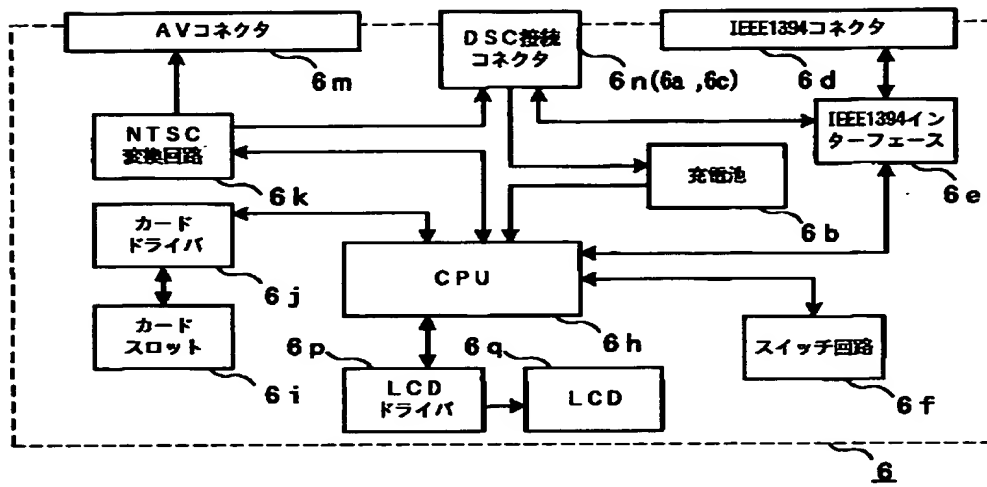 AVコネクタ
6m
DSC接続
コネクタ
6n(6a,6c)
IEEE1394コネクタ
6d
NTSC
変換回路
6k
IEEE1394イン
ターフェース
6e
充電池
6b
カード
ドライバ
6j
CPU
6h
カード
スロット
6i
スイッチ回路
6f
6p
LCD
ドライバ
6q
LCD
6